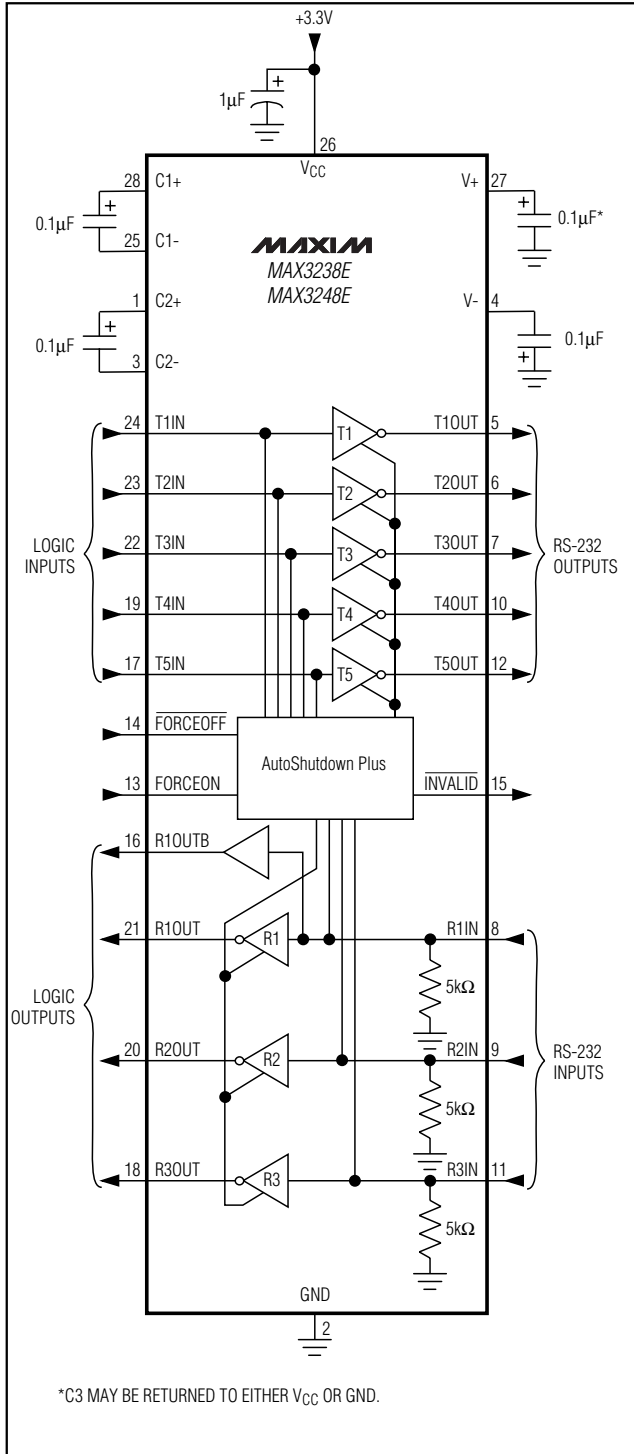 +3.3V
1µF +
26
VCC
28 C1+
V+ 27
0.1µF +
+ 0.1µF*
25 C1-
MAXIM
MAX3238E
MAX3248E
1 C2+
V- 4
0.1µF +
+ 0.1µF
3 C2-
24 T1IN T1 T1OUT 5
23 T2IN T2 T2OUT 6
LOGIC INPUTS
22 T3IN T3 T3OUT 7
RS-232 OUTPUTS
19 T4IN T4 T4OUT 10
17 T5IN T5 T5OUT 12
14 FORCEOFF
AutoShutdown Plus
13 FORCEON
INVALID 15
16 R1OUTB
21 R1OUT R1 R1IN 8
5kΩ
LOGIC OUTPUTS
20 R2OUT R2 R2IN 9
RS-232 INPUTS
5kΩ
18 R3OUT R3 R3IN 11
5kΩ
GND
2
*C3 MAY BE RETURNED TO EITHER VCC OR GND.